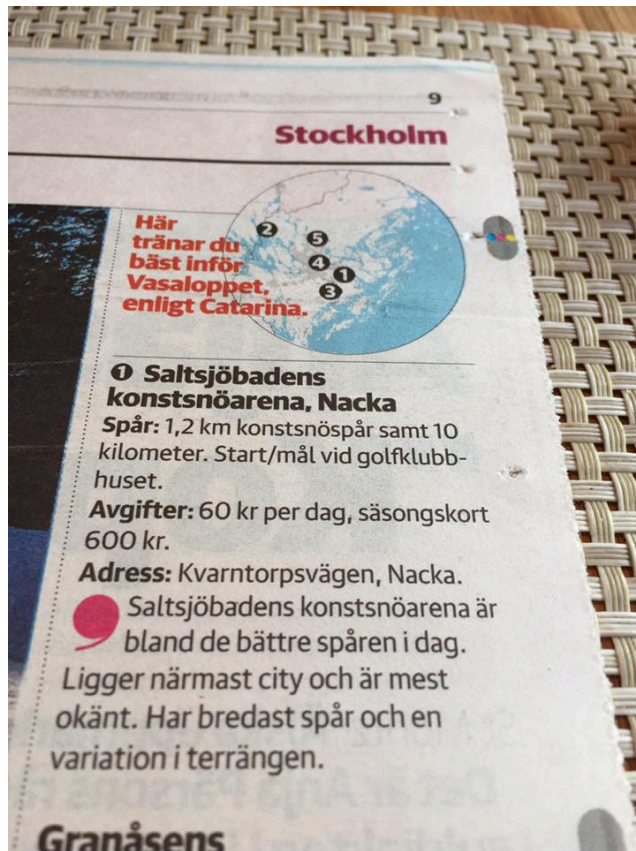 9
Stockholm
Här
tränar du
bäst inför
Vasaloppet,
enligt Catarina.
2
5
4
1
3
1 Saltsjöbadens
konstsnöarena, Nacka
Spår: 1,2 km konstsnöspår samt 10
kilometer. Start/mål vid golfklubb-
huset.
Avgifter: 60 kr per dag, säsongskort
600 kr.
Adress: Kvarntorpsvägen, Nacka.
Saltsjöbadens konstsnöarena är
bland de bättre spåren i dag.
Ligger närmast city och är mest
okänt. Har bredast spår och en
variation i terrängen.
Granåsens